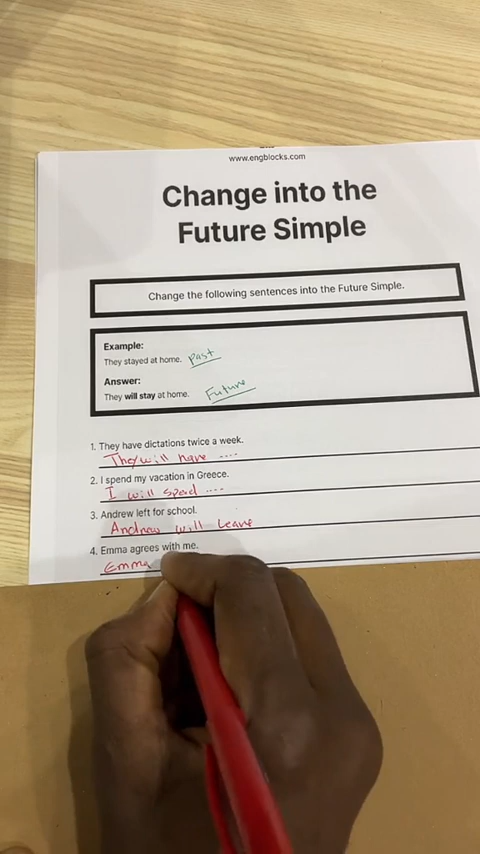 www.engblocks.com
Change into the
Future Simple
Change the following sentences into the Future Simple.
Example:
They stayed at home. Past
Answer:
They will stay at home. Future
1. They have dictations twice a week.
They will have ....
2. I spend my vacation in Greece.
I will spend ....
3. Andrew left for school.
Andrew will leave
4. Emma agrees with me.
Emma